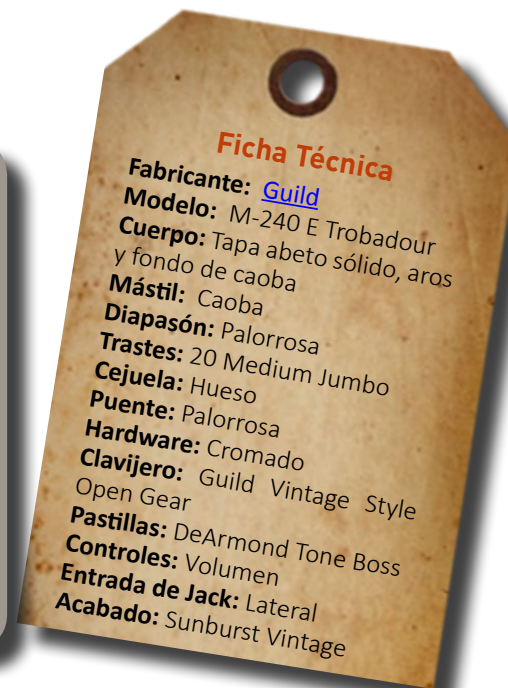 Ficha Técnica
Fabricante: Guild
Modelo: M-240 E Trobadour
Cuerpo: Tapa abeto sólido, aros
y fondo de caoba
Mástil: Caoba
Diapasón: Palorrosa
Trastes: 20 Medium Jumbo
Cejuela: Hueso
Puente: Palorrosa
Hardware: Cromado
Clavijero: Guild Vintage Style
Open Gear
Pastillas: DeArmond Tone Boss
Controles: Volumen
Entrada de Jack: Lateral
Acabado: Sunburst Vintage